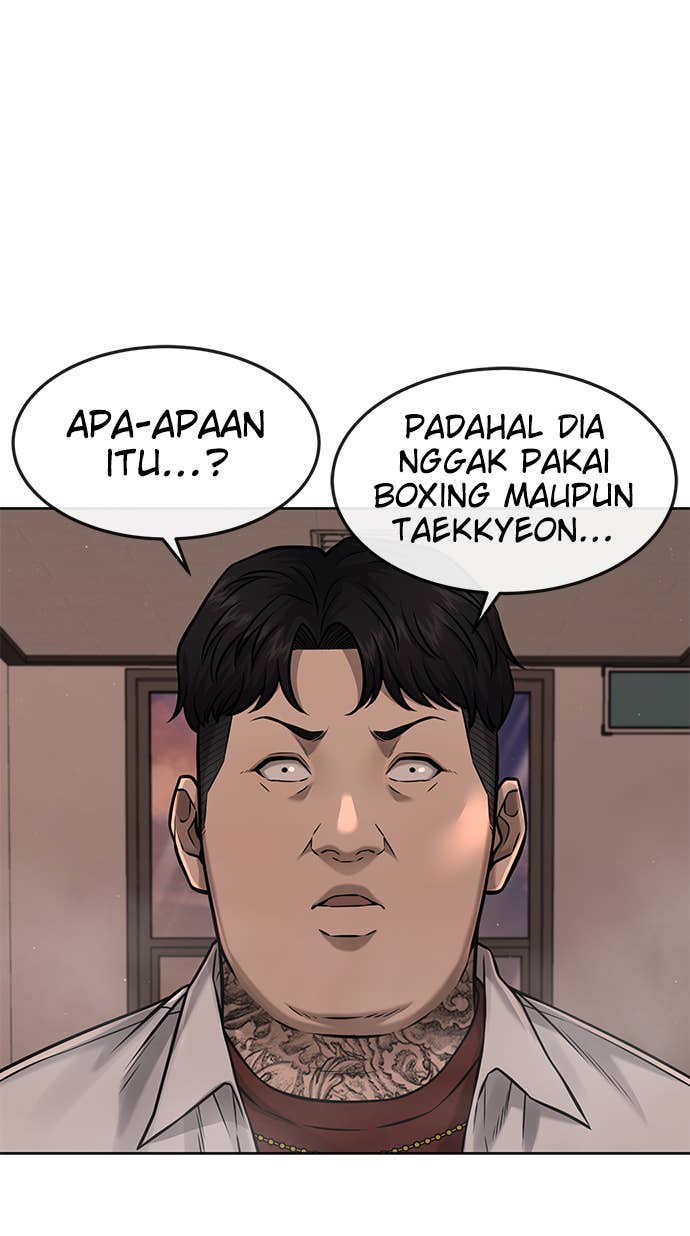 APA-APAAN
ITU...?
PADAHAL DIA
NGGAK PAKAI
BOXING MAUPUN
TAEKKYEON...